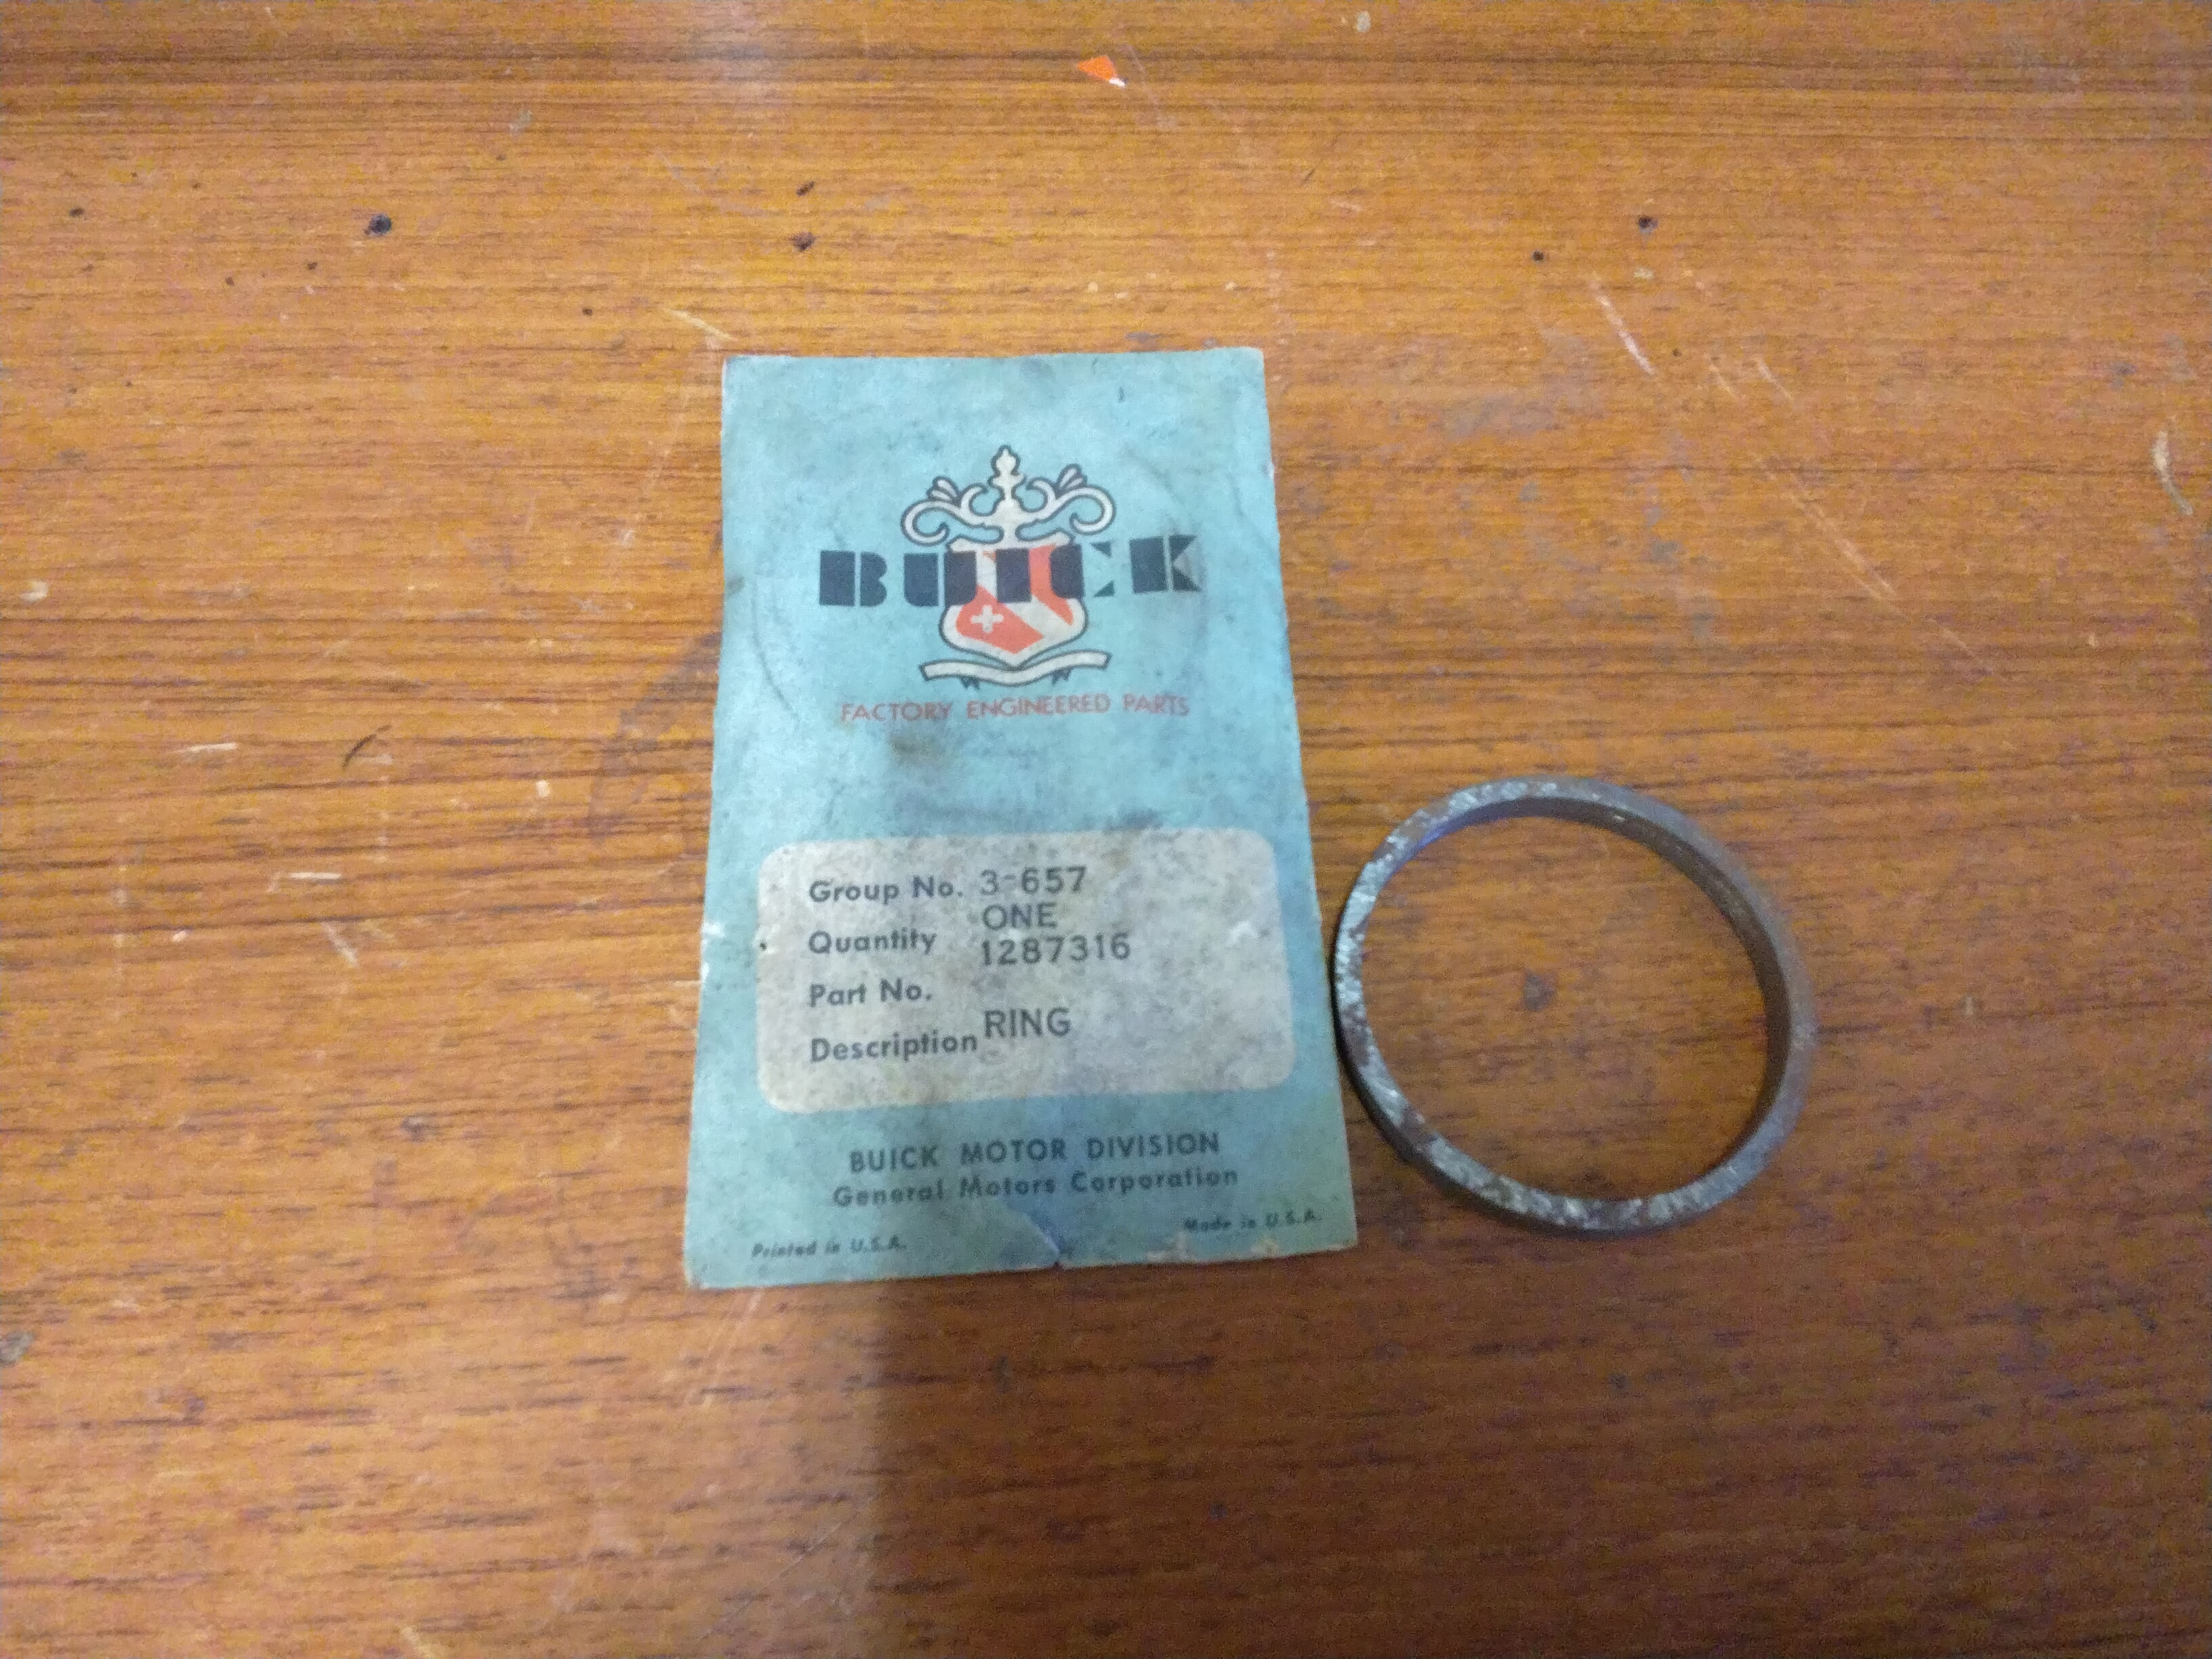 BUICK
FACTORY ENGINEERED PARTS
Group No. 3-657
Quantity ONE
Part No. 1287316
Description RING
BUICK MOTOR DIVISION
General Motors Corporation
Printed in U.S.A. Made in U.S.A.